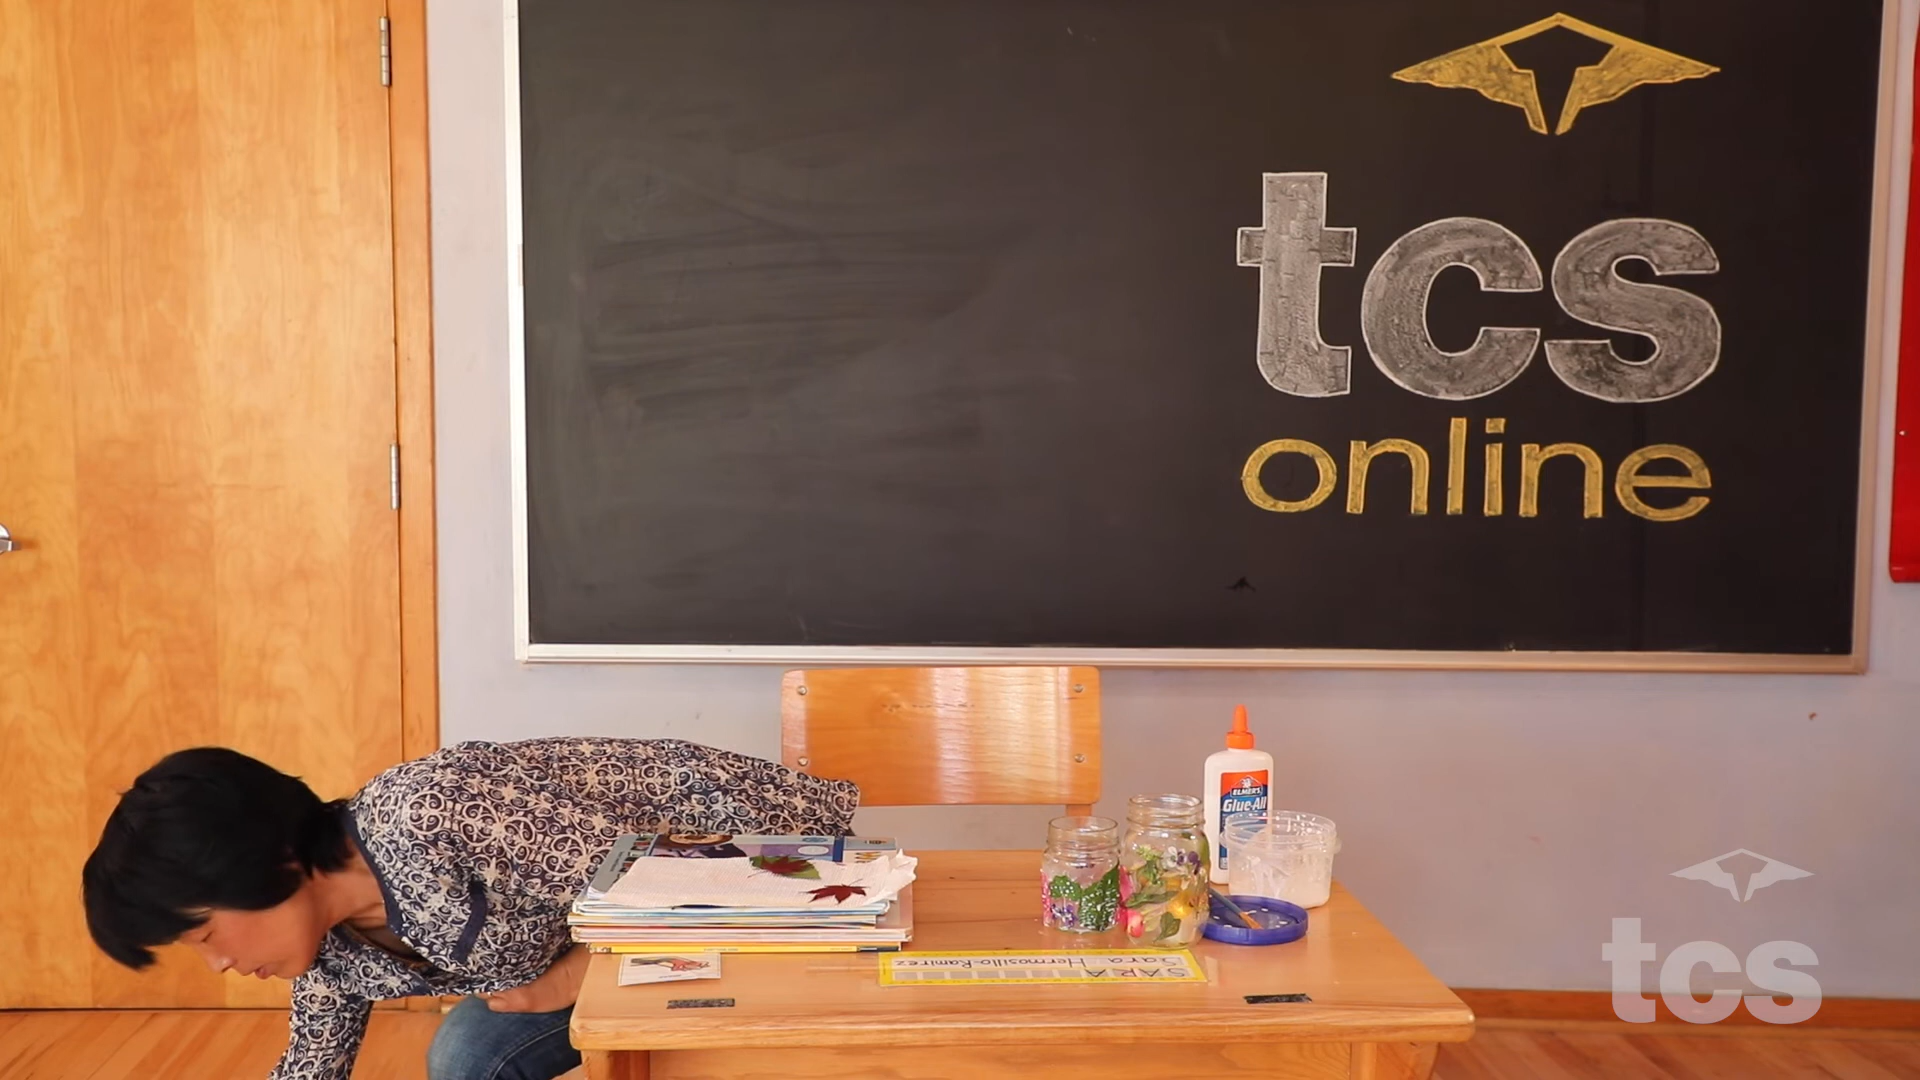 tcs
online
ELMER'S
Glue-All
SARA
Sara Hermosillo-Ramirez
tcs